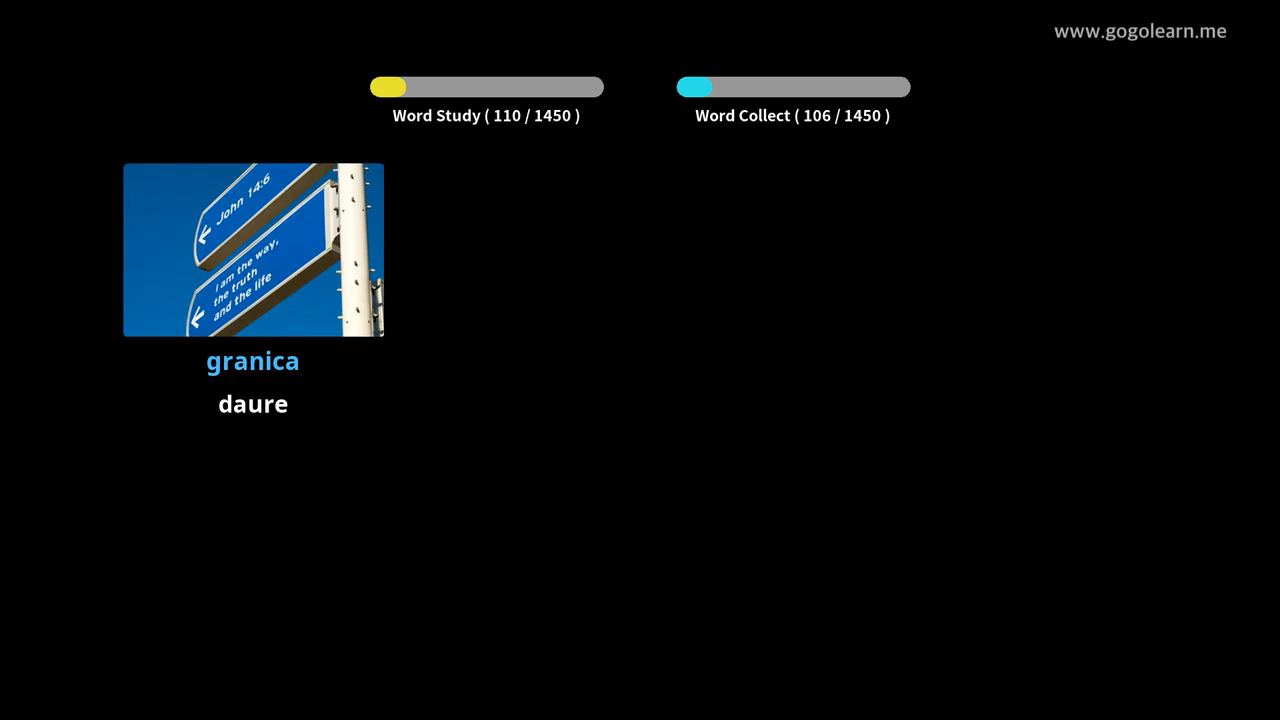 www.gogolearn.me
Word Study ( 110 / 1450 )
Word Collect ( 106 / 1450 )
John 14:6
I am the way,
the truth
and the life
granica
daure